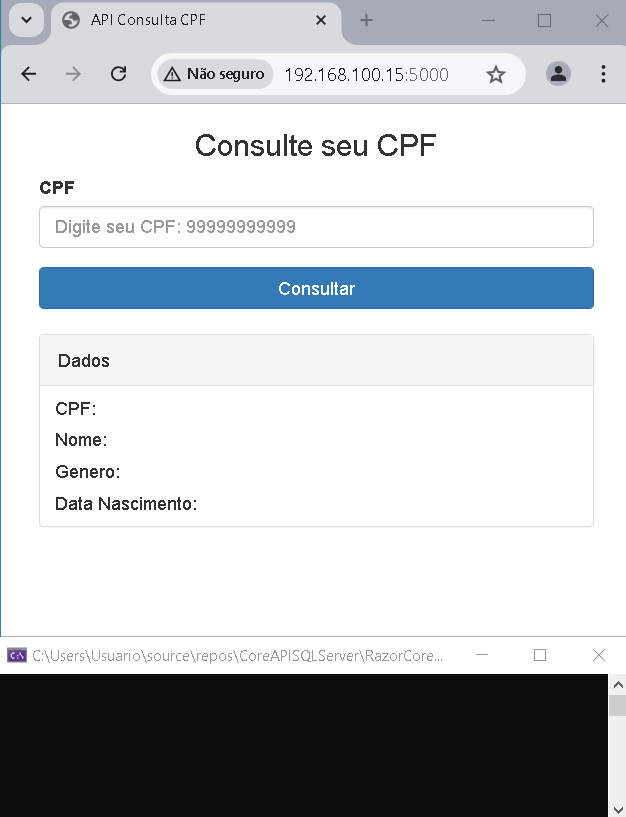 API Consulta CPF
Não seguro 192.168.100.15:5000
Consulte seu CPF
CPF
Digite seu CPF: 99999999999
Consultar
Dados
CPF:
Nome:
Genero:
Data Nascimento:
C:\ C:\Users\Usuario\source\repos\CoreAPISQLServer\RazorCore...